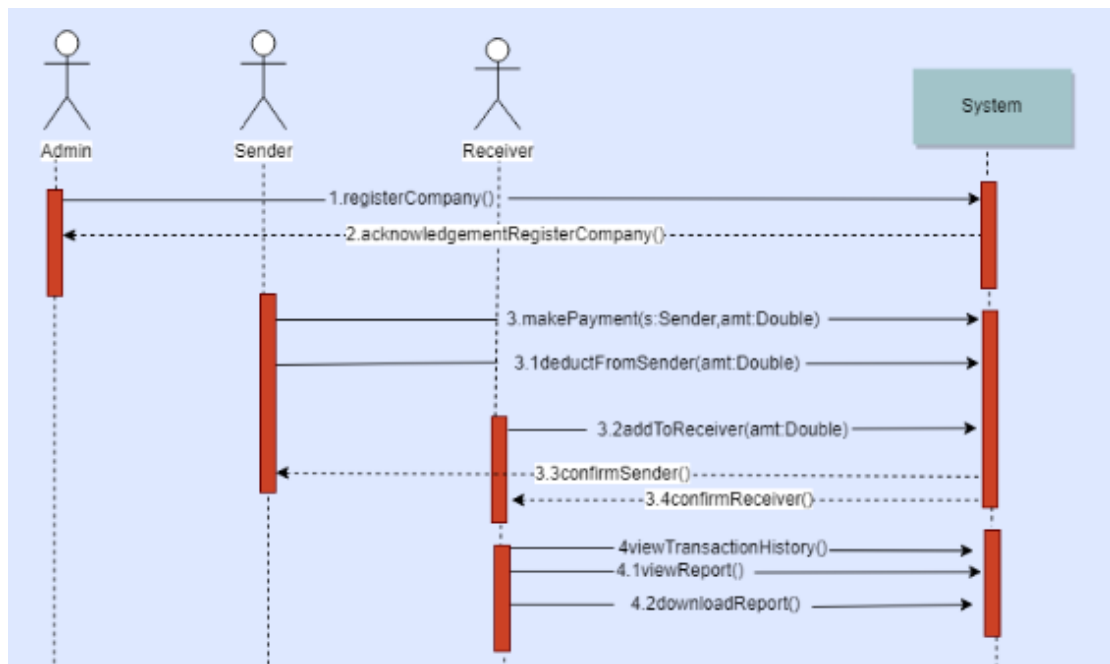 System
Admin
Sender
Receiver
1.registerCompany()
2.acknowledgementRegisterCompany()
3.makePayment(s:Sender,amt:Double)
3.1deductFromSender(amt:Double)
3.2addToReceiver(amt:Double)
3.3confirmSender()
3.4confirmReceiver()
4viewTransactionHistory()
4.1viewReport()
4.2downloadReport()